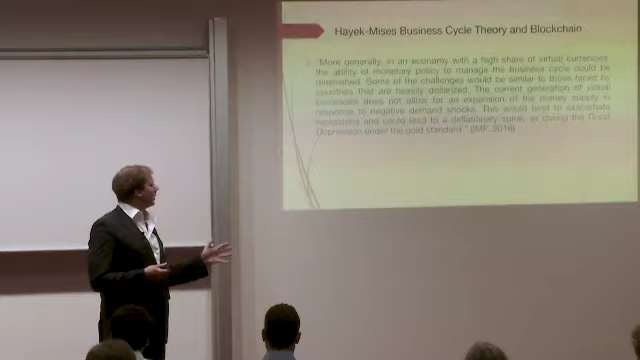 Hayek-Mises Business Cycle Theory and Blockchain
"More generally, in an economy with a high share of virtual currencies,
the ability of monetary policy to manage the business cycle could be
diminished. Some of the challenges would be similar to those faced by
countries that are heavily dollarized. The current generation of virtual
currencies does not allow for an expansion of the money supply in
response to negative demand shocks. This would tend to exacerbate
recessions and could lead to a deflationary spiral, as during the Great
Depression under the gold standard." (IMF, 2016)